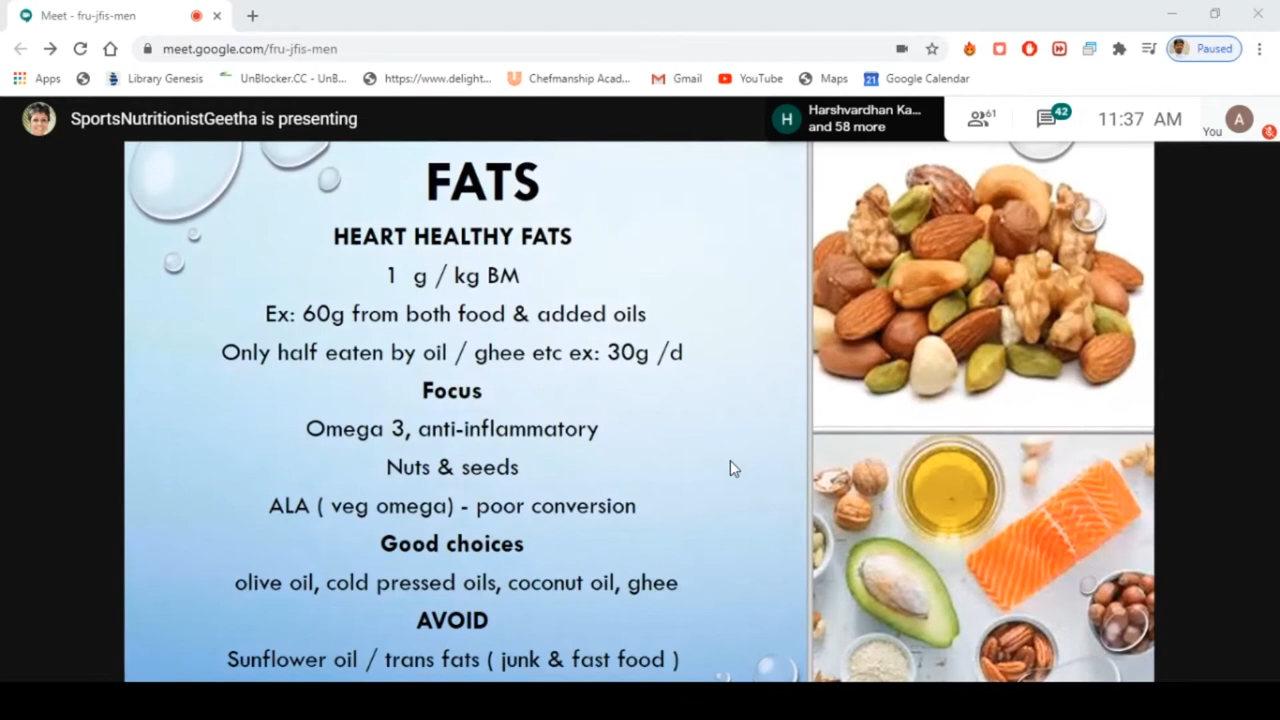 Meet - fru-jfis-men
meet.google.com/fru-jfis-men
Paused
Apps
Library Genesis
UnBlocker.CC - UnB...
https://www.delight...
Chefmanship Acad...
Gmail
YouTube
Maps
21
Google Calendar
SportsNutritionistGeetha is presenting
H
Harshvardhan Ka...
and 58 more
61
42
11:37 AM
You
A
FATS
HEART HEALTHY FATS
1 g / kg BM
Ex: 60g from both food & added oils
Only half eaten by oil / ghee etc ex: 30g /d
Focus
Omega 3, anti-inflammatory
Nuts & seeds
ALA ( veg omega) - poor conversion
Good choices
olive oil, cold pressed oils, coconut oil, ghee
AVOID
Sunflower oil / trans fats ( junk & fast food )